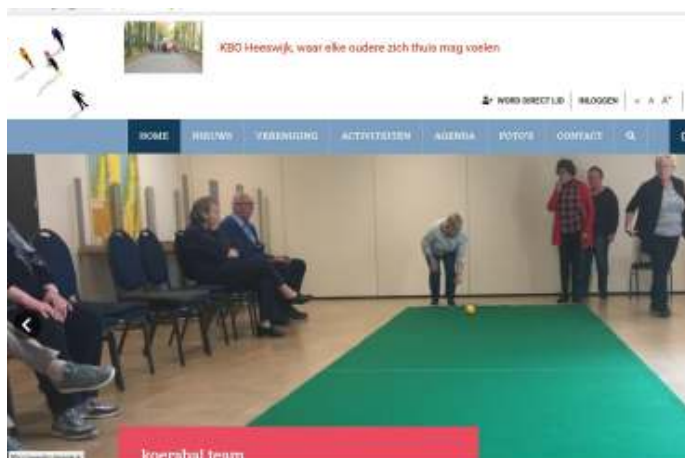 KBO Heeswijk, waar elke oudere zich thuis mag voelen
WORD DIRECT LID INLOGGEN A A A+
HOME NIEUWS VERENIGING ACTIVITEITEN AGENDA FOTO'S CONTACT
koersbal team